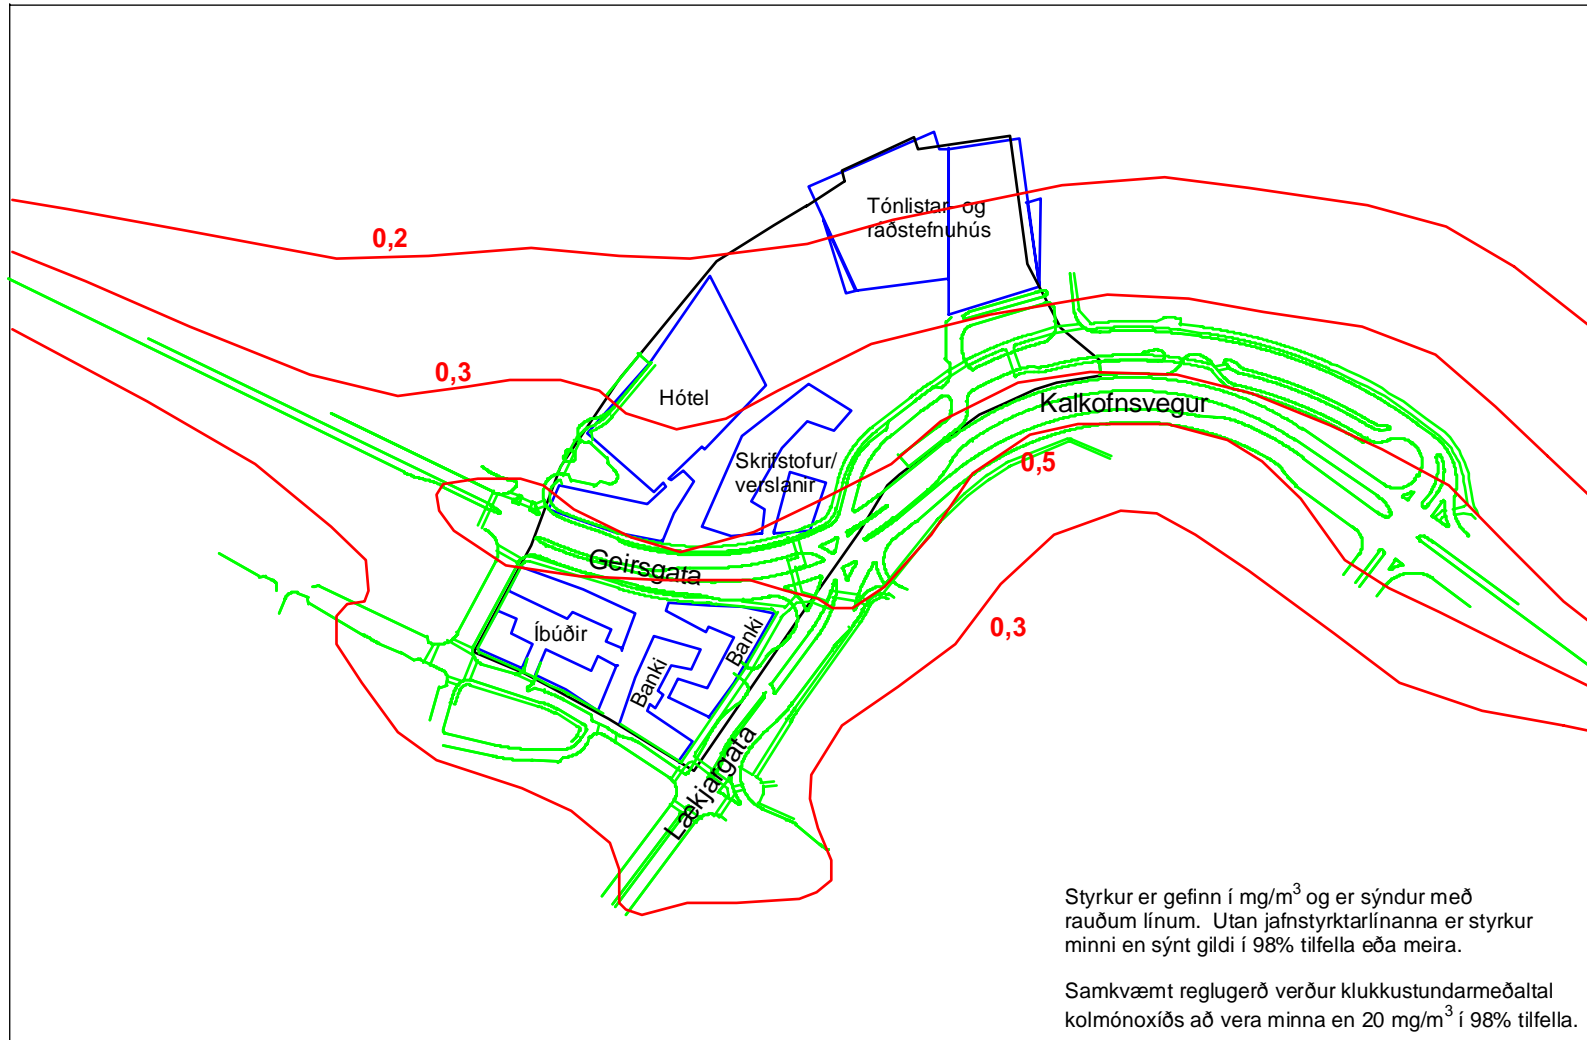 Tónlistar- og
ráðstefnuhús
0,2
0,3
Hótel
Kalkofnsvegur
Skrifstofur/
verslanir
0,5
Geirsgata
Íbúðir
Banki
Banki
0,3
Lækjargata
Styrkur er gefinn í mg/m³ og er sýndur með
rauðum línum. Utan jafnstyrktarlínanna er styrkur
minni en sýnt gildi í 98% tilfella eða meira.
Samkvæmt reglugerð verður klukkustundarmeðaltal
kolmónoxíðs að vera minna en 20 mg/m³ í 98% tilfella.